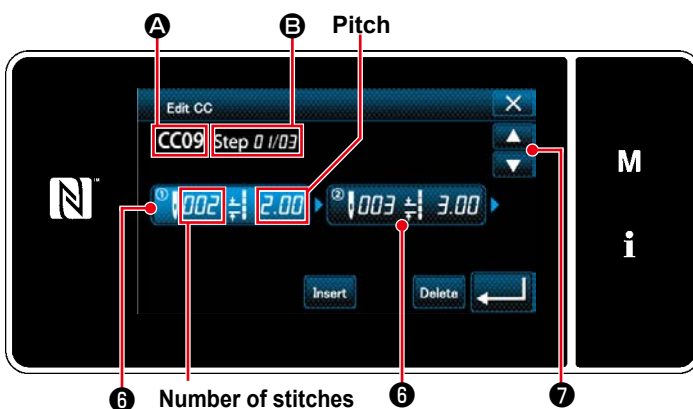 A B Pitch
Edit CC X
CC09 Step 01/03
M
N ™
① 002 2.00 ② 003 3.00
i
Insert Delete
6 Number of stitches 6 7